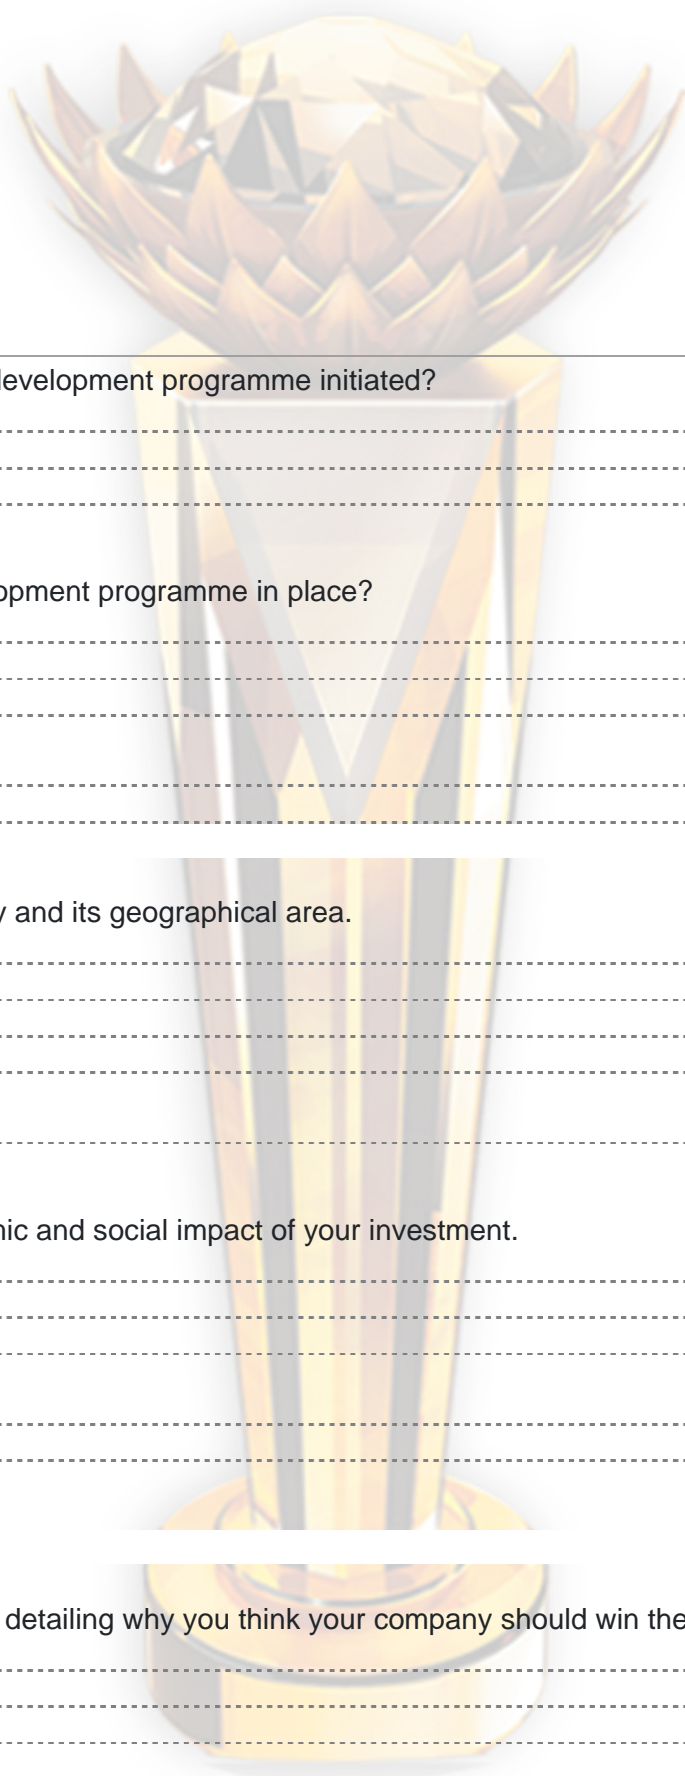 development programme initiated?
opment programme in place?
y and its geographical area.
nic and social impact of your investment.
detailing why you think your company should win the